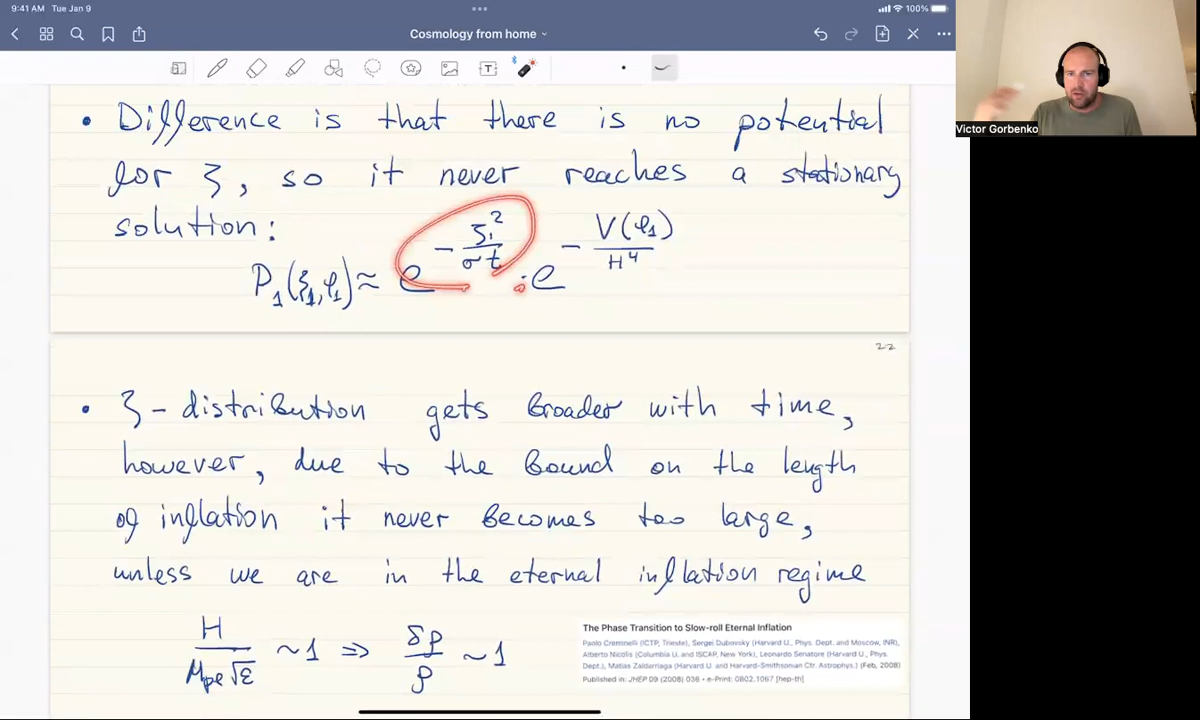 9:41 AM Tue Jan 9
100%
Cosmology from home
Victor Gorbenko
• Difference is that there is no potential
for ζ, so it never reaches a stationary
solution:
P₁(ζ₁,φ₁) ≈ e^{-ζ₁²/σt} · e^{-V(φ₁)/H⁴}
22
• ζ - distribution gets broader with time,
however, due to the bound on the length
of inflation it never becomes too large,
unless we are in the eternal inflation regime
H/(Mpe√ε) ~ 1 => δρ/ρ ~ 1
The Phase Transition to Slow-roll Eternal Inflation
Paolo Creminelli (ICTP, Trieste), Sergei Dubovsky (Harvard U., Phys. Dept. and Moscow, INR),
Alberto Nicolis (Columbia U. and ISCAP, New York), Leonardo Senatore (Harvard U., Phys.
Dept.), Matias Zaldarriaga (Harvard U. and Harvard-Smithsonian Ctr. Astrophys.) (Feb, 2008)
Published in: JHEP 09 (2008) 036 • e-Print: 0802.1067 [hep-th]